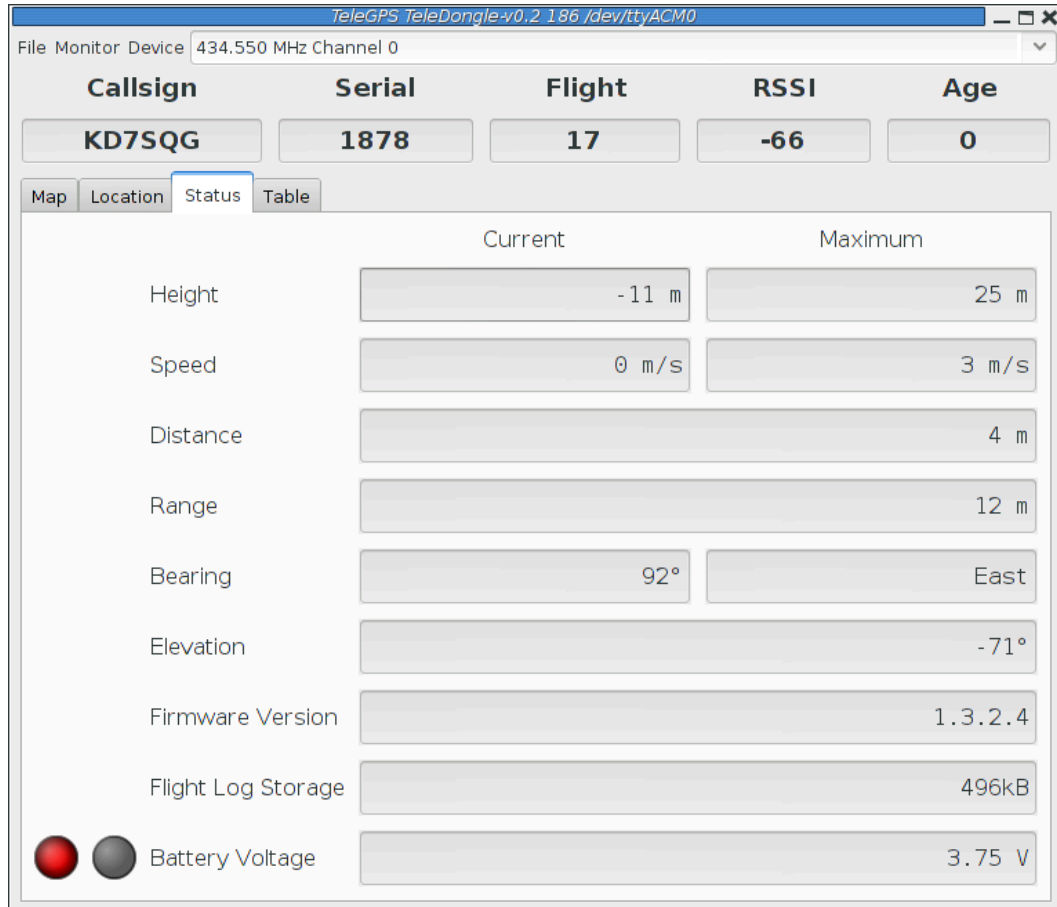 TeleGPS TeleDongle-v0.2 186 /dev/ttyACM0
File Monitor Device 434.550 MHz Channel 0
Callsign Serial Flight RSSI Age
KD7SQG 1878 17 -66 0
Map Location Status Table
Current Maximum
Height -11 m 25 m
Speed 0 m/s 3 m/s
Distance 4 m
Range 12 m
Bearing 92° East
Elevation -71°
Firmware Version 1.3.2.4
Flight Log Storage 496kB
Battery Voltage 3.75 V